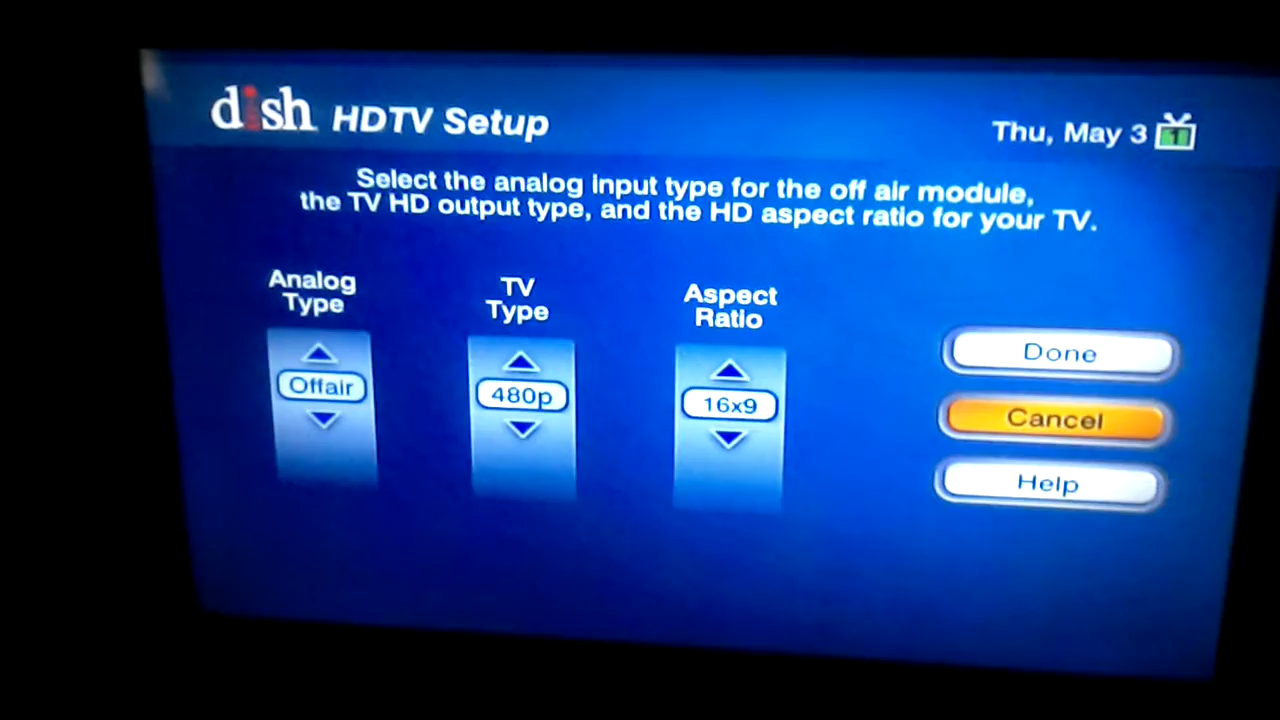 dish HDTV Setup
Thu, May 3 1
Select the analog input type for the off air module,
the TV HD output type, and the HD aspect ratio for your TV.
Analog
Type
TV
Type
Aspect
Ratio
Offair
480p
16x9
Done
Cancel
Help